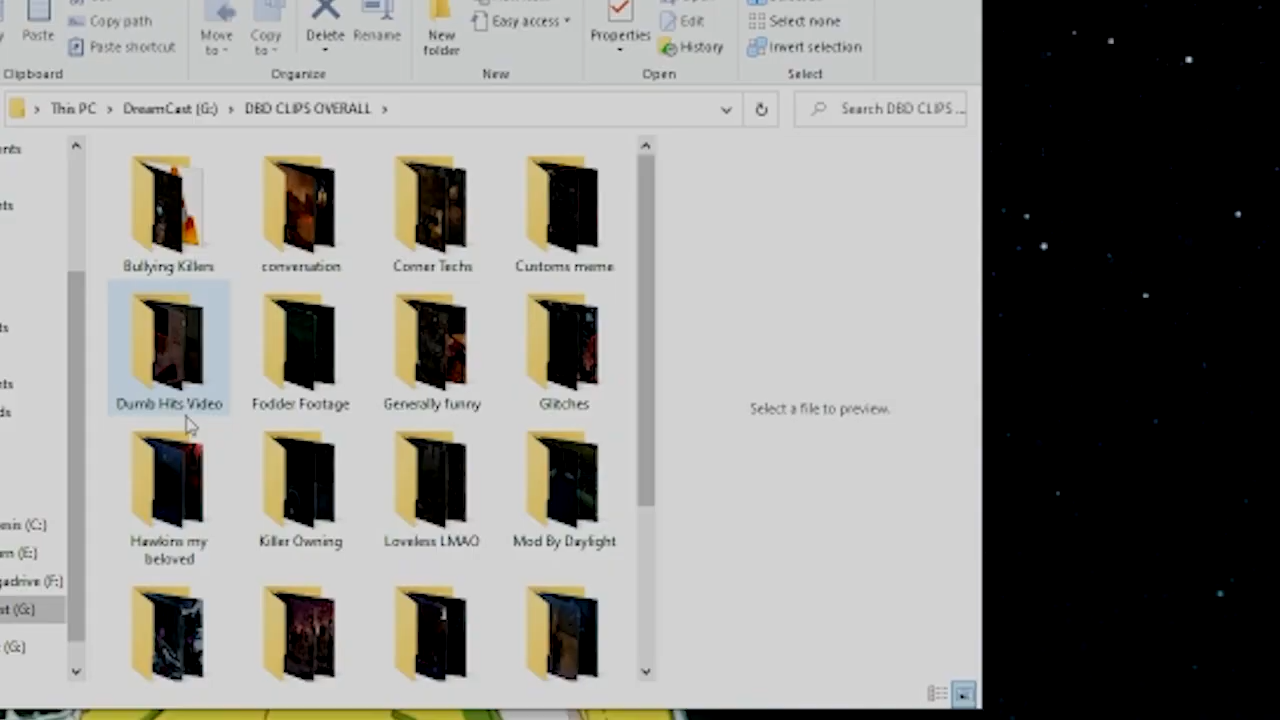 Copy path
Easy access
Edit
Select none
Paste
Paste shortcut
Move to
Copy to
Delete
Rename
New folder
Properties
History
Invert selection
Clipboard
Organize
New
Open
Select
This PC > DreamCast (G:) > DBD CLIPS OVERALL >
Search DBD CLIPS ...
Bullying Killers
conversation
Corner Techs
Customs meme
Dumb Hits Video
Fodder Footage
Generally funny
Glitches
Select a file to preview.
Hawkins my beloved
Killer Owning
Loveless LMAO
Mod By Daylight
esis (C:)
(E:)
gadrive (F:)
st (G:)
(G:)